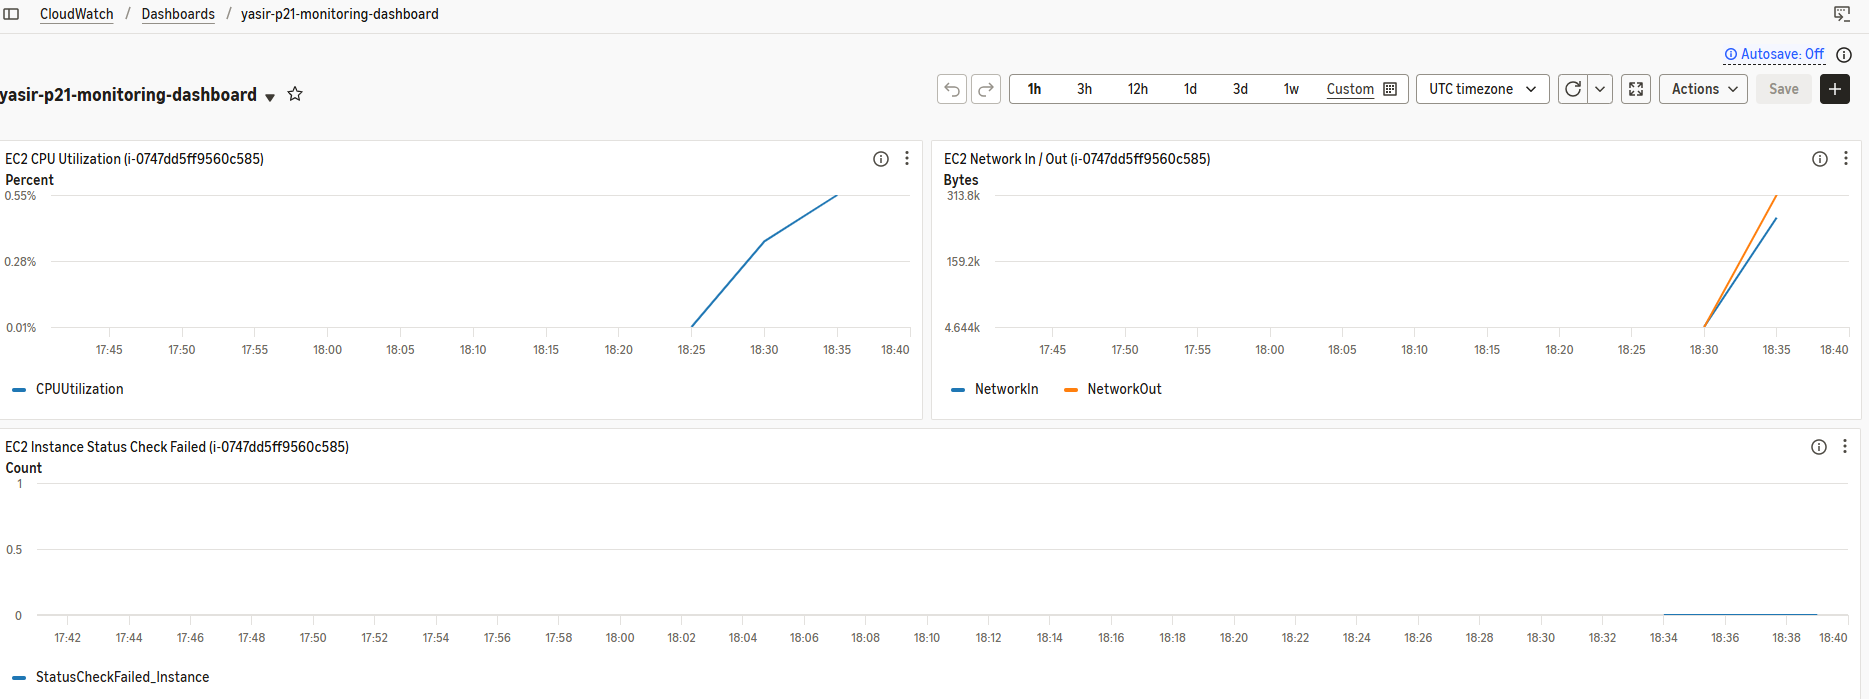 CloudWatch / Dashboards / yasir-p21-monitoring-dashboard
Autosave: Off
yasir-p21-monitoring-dashboard
1h 3h 12h 1d 3d 1w Custom UTC timezone Actions Save +
EC2 CPU Utilization (i-0747dd5ff9560c585)
Percent
0.55%
0.28%
0.01%
17:45 17:50 17:55 18:00 18:05 18:10 18:15 18:20 18:25 18:30 18:35 18:40
CPUUtilization
EC2 Network In / Out (i-0747dd5ff9560c585)
Bytes
313.8k
159.2k
4.644k
17:45 17:50 17:55 18:00 18:05 18:10 18:15 18:20 18:25 18:30 18:35 18:40
NetworkIn NetworkOut
EC2 Instance Status Check Failed (i-0747dd5ff9560c585)
Count
1
0.5
0
17:42 17:44 17:46 17:48 17:50 17:52 17:54 17:56 17:58 18:00 18:02 18:04 18:06 18:08 18:10 18:12 18:14 18:16 18:18 18:20 18:22 18:24 18:26 18:28 18:30 18:32 18:34 18:36 18:38 18:40
StatusCheckFailed_Instance